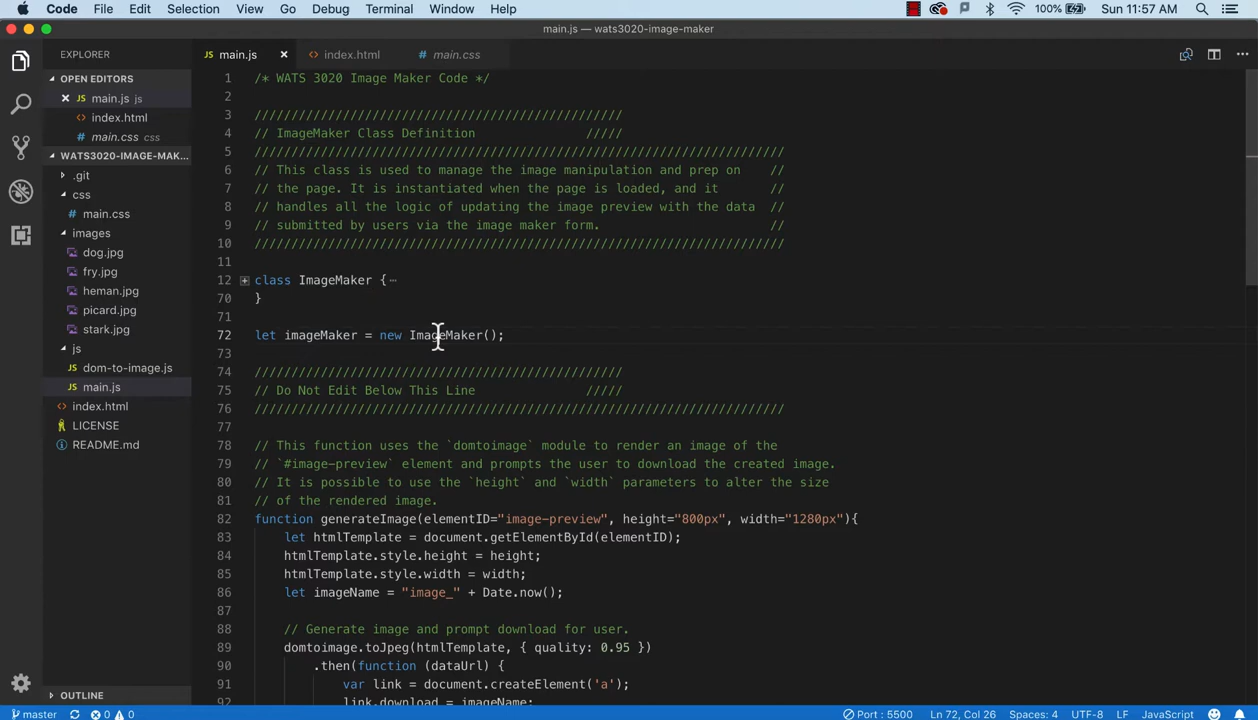 Code File Edit Selection View Go Debug Terminal Window Help 100% Sun 11:57 AM
main.js — wats3020-image-maker
EXPLORER
OPEN EDITORS
main.js js
index.html
main.css css
WATS3020-IMAGE-MAK...
.git
css
main.css
images
dog.jpg
fry.jpg
heman.jpg
picard.jpg
stark.jpg
js
dom-to-image.js
main.js
index.html
LICENSE
README.md
OUTLINE
main.js index.html main.css
1 /* WATS 3020 Image Maker Code */
2
3 //////////////////////////////////////////////////
4 // ImageMaker Class Definition /////
5 ////////////////////////////////////////////////////////////////////////
6 // This class is used to manage the image manipulation and prep on //
7 // the page. It is instantiated when the page is loaded, and it //
8 // handles all the logic of updating the image preview with the data //
9 // submitted by users via the image maker form. //
10 ////////////////////////////////////////////////////////////////////////
11
12 class ImageMaker {…
70 }
71
72 let imageMaker = new ImageMaker();
73
74 //////////////////////////////////////////////////
75 // Do Not Edit Below This Line /////
76 ////////////////////////////////////////////////////////////////////////
77
78 // This function uses the `domtoimage` module to render an image of the
79 // `#image-preview` element and prompts the user to download the created image.
80 // It is possible to use the `height` and `width` parameters to alter the size
81 // of the rendered image.
82 function generateImage(elementID="image-preview", height="800px", width="1280px"){
83 let htmlTemplate = document.getElementById(elementID);
84 htmlTemplate.style.height = height;
85 htmlTemplate.style.width = width;
86 let imageName = "image_" + Date.now();
87
88 // Generate image and prompt download for user.
89 domtoimage.toJpeg(htmlTemplate, { quality: 0.95 })
90 .then(function (dataUrl) {
91 var link = document.createElement('a');
92 link.download = imageName;
master 0 0 Port : 5500 Ln 72, Col 26 Spaces: 4 UTF-8 LF JavaScript